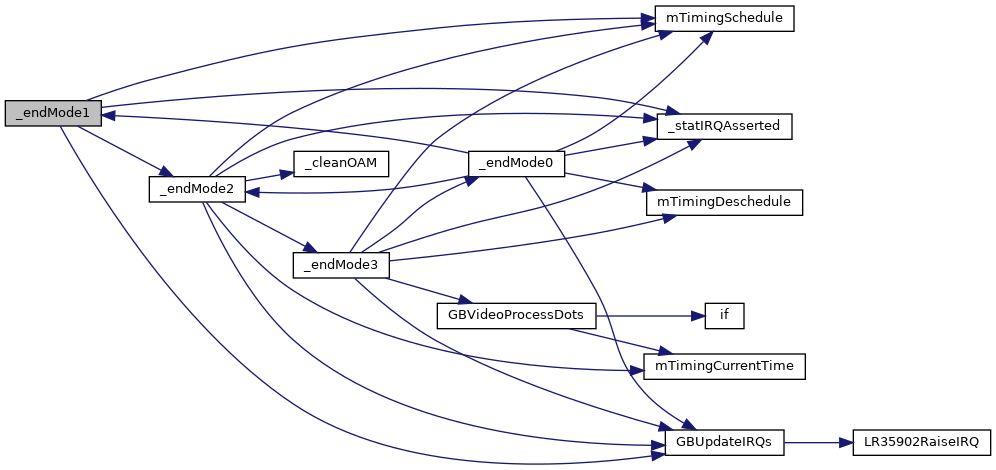 mTimingSchedule
_endMode1
_statIRQAsserted
_cleanOAM
_endMode0
_endMode2
mTimingDeschedule
_endMode3
GBVideoProcessDots
if
mTimingCurrentTime
GBUpdateIRQs
LR35902RaiseIRQ